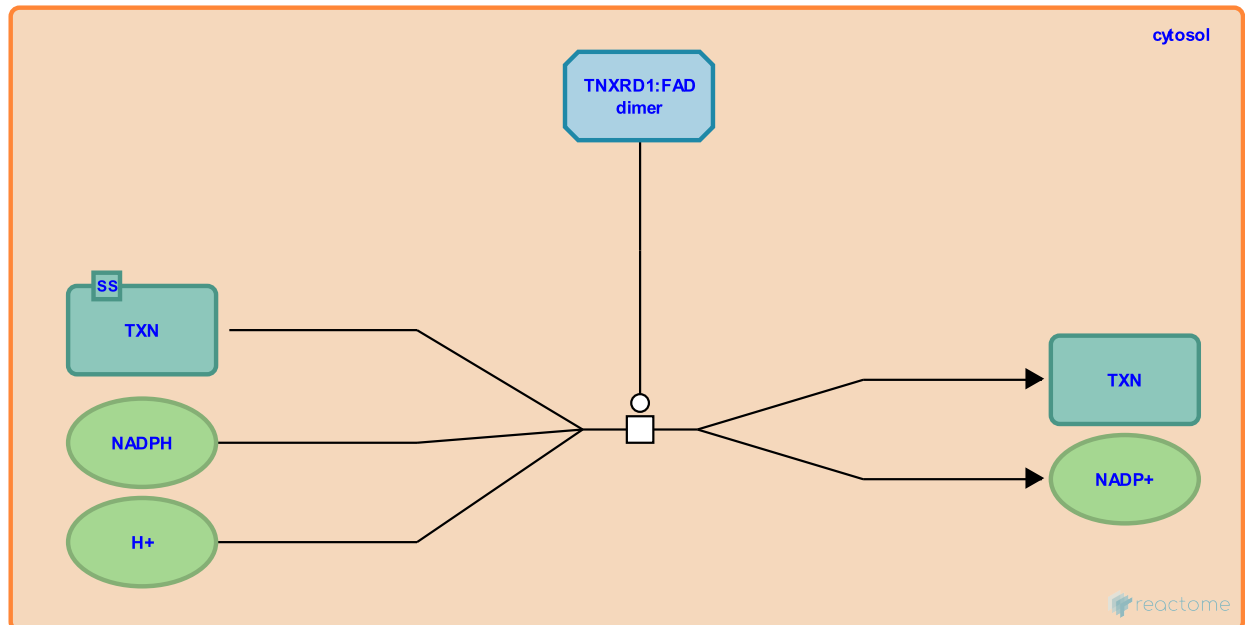 cytosol
TNXRD1:FAD
dimer
SS
TXN
NADPH
H+
TXN
NADP+
reactome